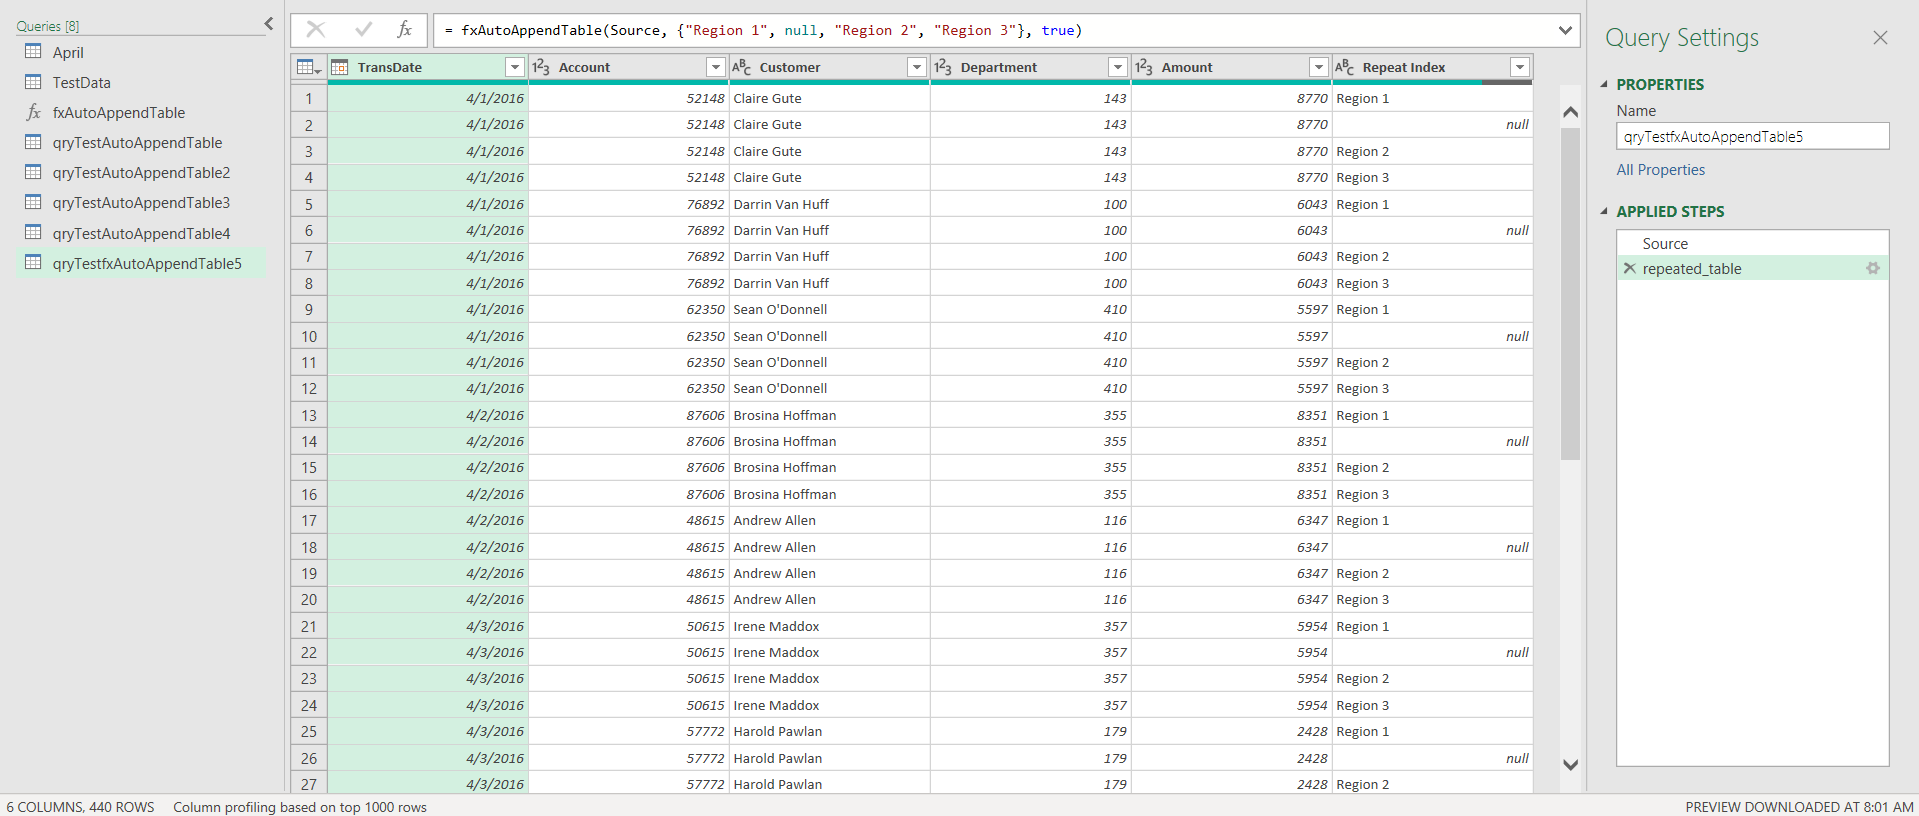 Queries [8]
April
TestData
fx fxAutoAppendTable
qryTestAutoAppendTable
qryTestAutoAppendTable2
qryTestAutoAppendTable3
qryTestAutoAppendTable4
qryTestfxAutoAppendTable5
fx = fxAutoAppendTable(Source, {"Region 1", null, "Region 2", "Region 3"}, true)
TransDate 123 Account ABC Customer 123 Department 123 Amount ABC Repeat Index
1 4/1/2016 52148 Claire Gute 143 8770 Region 1
2 4/1/2016 52148 Claire Gute 143 8770 null
3 4/1/2016 52148 Claire Gute 143 8770 Region 2
4 4/1/2016 52148 Claire Gute 143 8770 Region 3
5 4/1/2016 76892 Darrin Van Huff 100 6043 Region 1
6 4/1/2016 76892 Darrin Van Huff 100 6043 null
7 4/1/2016 76892 Darrin Van Huff 100 6043 Region 2
8 4/1/2016 76892 Darrin Van Huff 100 6043 Region 3
9 4/1/2016 62350 Sean O'Donnell 410 5597 Region 1
10 4/1/2016 62350 Sean O'Donnell 410 5597 null
11 4/1/2016 62350 Sean O'Donnell 410 5597 Region 2
12 4/1/2016 62350 Sean O'Donnell 410 5597 Region 3
13 4/2/2016 87606 Brosina Hoffman 355 8351 Region 1
14 4/2/2016 87606 Brosina Hoffman 355 8351 null
15 4/2/2016 87606 Brosina Hoffman 355 8351 Region 2
16 4/2/2016 87606 Brosina Hoffman 355 8351 Region 3
17 4/2/2016 48615 Andrew Allen 116 6347 Region 1
18 4/2/2016 48615 Andrew Allen 116 6347 null
19 4/2/2016 48615 Andrew Allen 116 6347 Region 2
20 4/2/2016 48615 Andrew Allen 116 6347 Region 3
21 4/3/2016 50615 Irene Maddox 357 5954 Region 1
22 4/3/2016 50615 Irene Maddox 357 5954 null
23 4/3/2016 50615 Irene Maddox 357 5954 Region 2
24 4/3/2016 50615 Irene Maddox 357 5954 Region 3
25 4/3/2016 57772 Harold Pawlan 179 2428 Region 1
26 4/3/2016 57772 Harold Pawlan 179 2428 null
27 4/3/2016 57772 Harold Pawlan 179 2428 Region 2
Query Settings
PROPERTIES
Name
qryTestfxAutoAppendTable5
All Properties
APPLIED STEPS
Source
repeated_table
6 COLUMNS, 440 ROWS Column profiling based on top 1000 rows
PREVIEW DOWNLOADED AT 8:01 AM